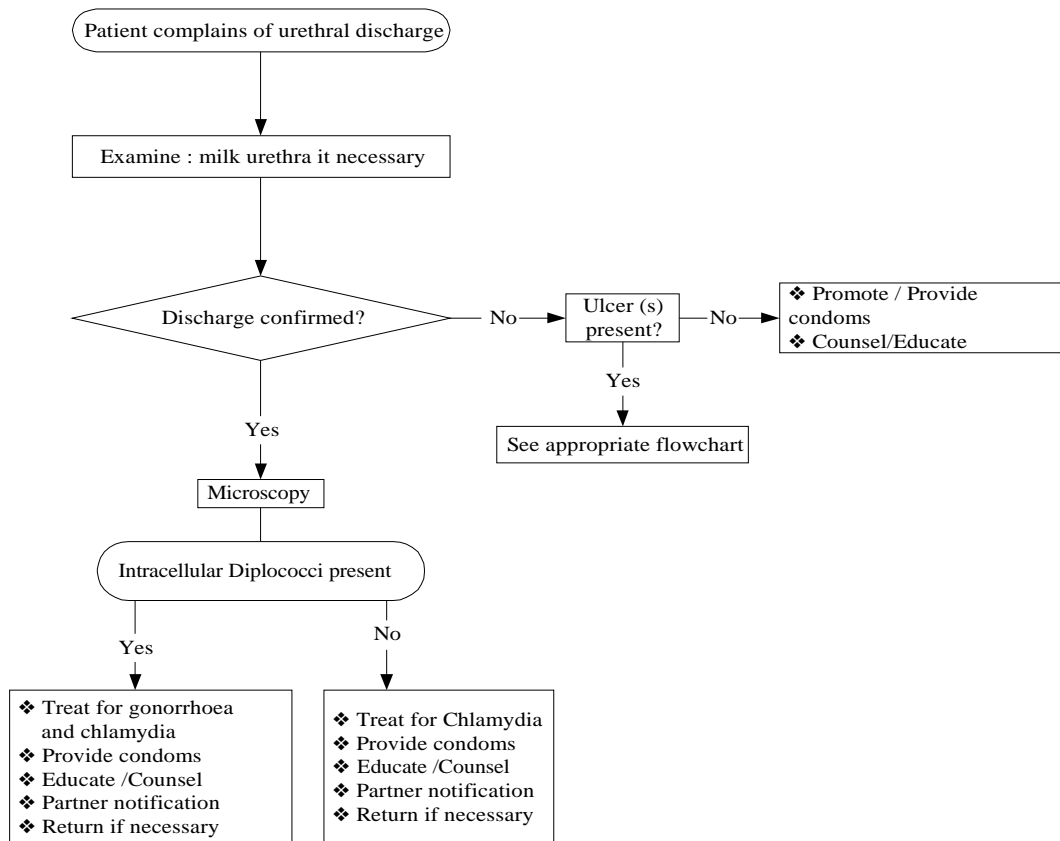 Patient complains of urethral discharge
Examine : milk urethra it necessary
Discharge confirmed?
No
Ulcer (s)
present?
No
❖ Promote / Provide
condoms
❖ Counsel/Educate
Yes
See appropriate flowchart
Yes
Microscopy
Intracellular Diplococci present
Yes
No
❖ Treat for gonorrhoea
and chlamydia
❖ Provide condoms
❖ Educate /Counsel
❖ Partner notification
❖ Return if necessary
❖ Treat for Chlamydia
❖ Provide condoms
❖ Educate /Counsel
❖ Partner notification
❖ Return if necessary